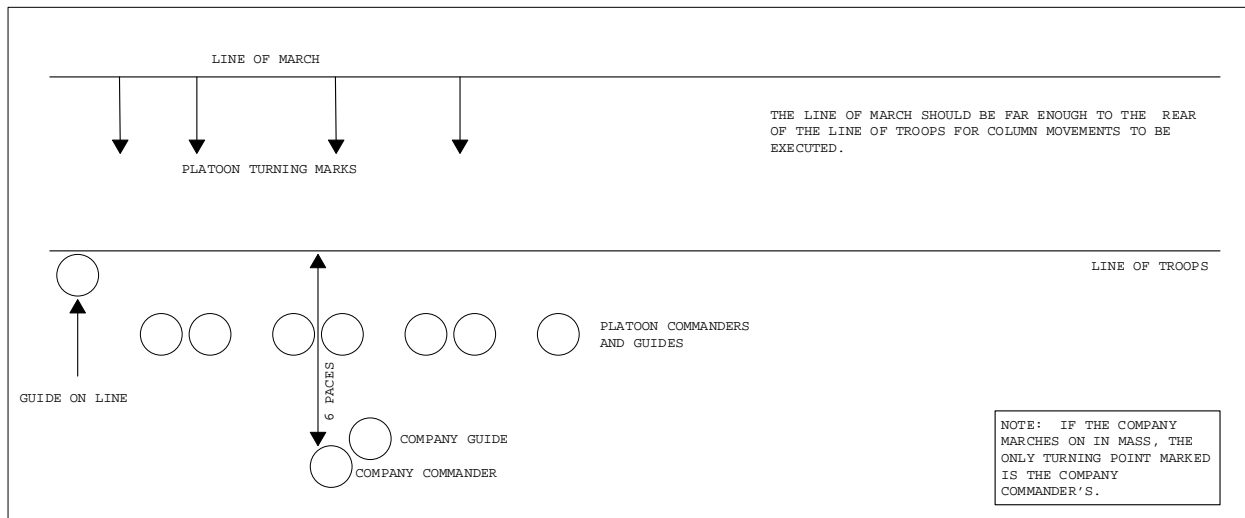 LINE OF MARCH
THE LINE OF MARCH SHOULD BE FAR ENOUGH TO THE REAR
OF THE LINE OF TROOPS FOR COLUMN MOVEMENTS TO BE
EXECUTED.
PLATOON TURNING MARKS
LINE OF TROOPS
PLATOON COMMANDERS
AND GUIDES
6 PACES
GUIDE ON LINE
COMPANY GUIDE
COMPANY COMMANDER
NOTE: IF THE COMPANY
MARCHES ON IN MASS, THE
ONLY TURNING POINT MARKED
IS THE COMPANY
COMMANDER'S.